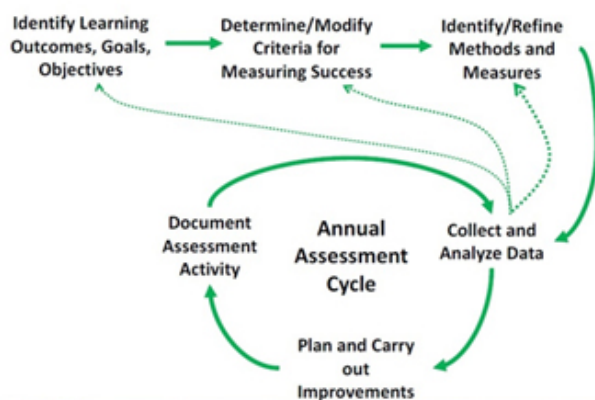 Identify Learning
Outcomes, Goals,
Objectives
Determine/Modify
Criteria for
Measuring Success
Identify/Refine
Methods and
Measures
Document
Assessment
Activity
Annual
Assessment
Cycle
Collect and
Analyze Data
Plan and Carry
out
Improvements